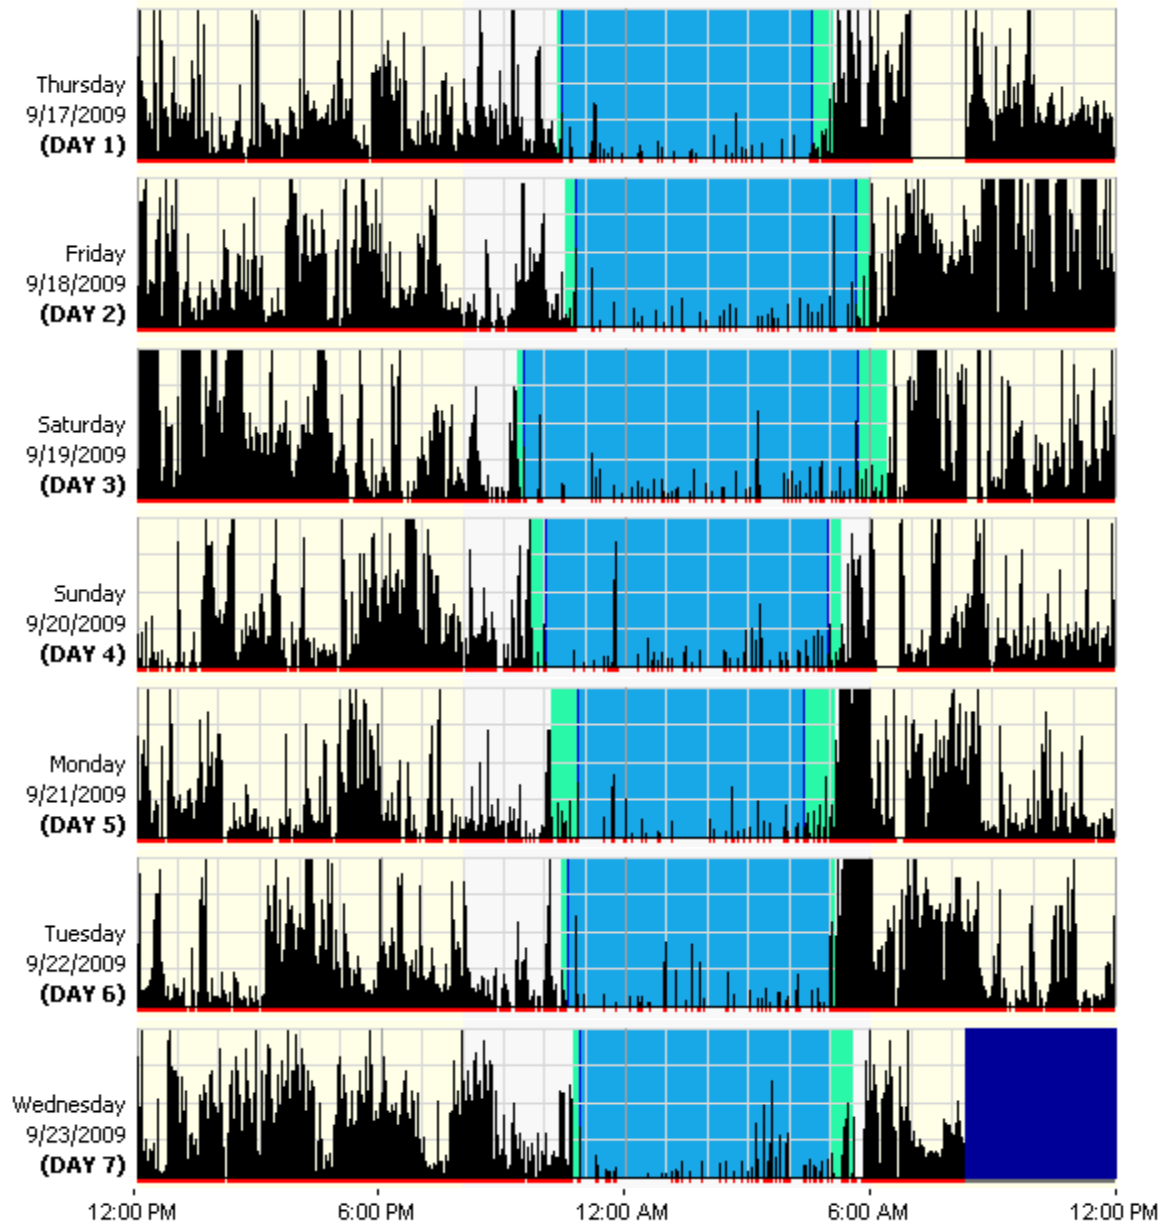 Thursday
9/17/2009
(DAY 1)
Friday
9/18/2009
(DAY 2)
Saturday
9/19/2009
(DAY 3)
Sunday
9/20/2009
(DAY 4)
Monday
9/21/2009
(DAY 5)
Tuesday
9/22/2009
(DAY 6)
Wednesday
9/23/2009
(DAY 7)
12:00 PM 6:00 PM 12:00 AM 6:00 AM 12:00 PM